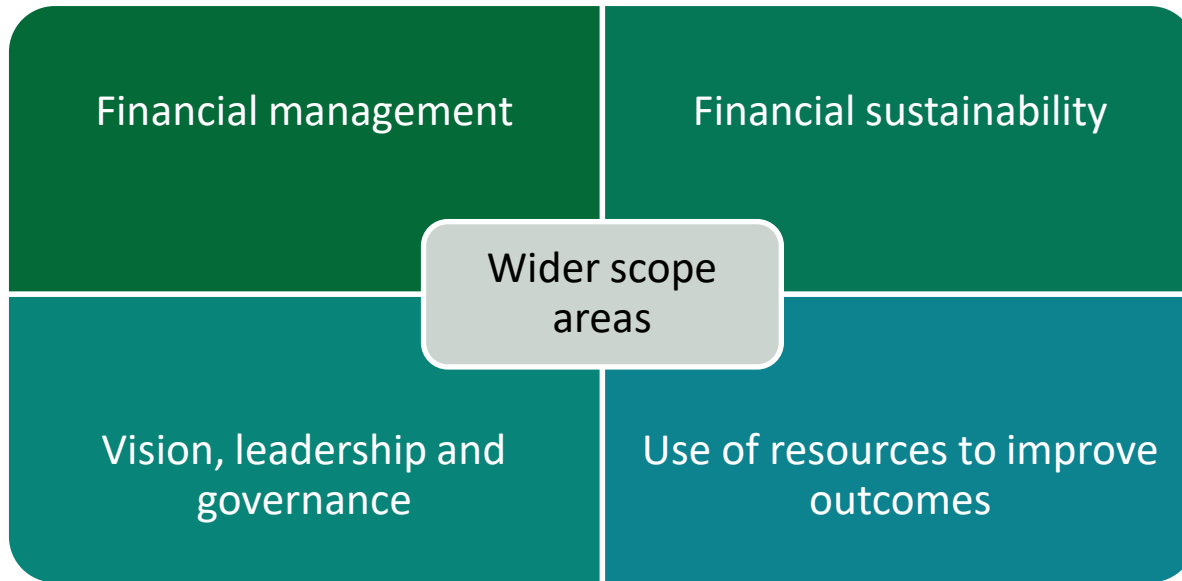 Financial management
Financial sustainability
Wider scope
areas
Vision, leadership and
governance
Use of resources to improve
outcomes